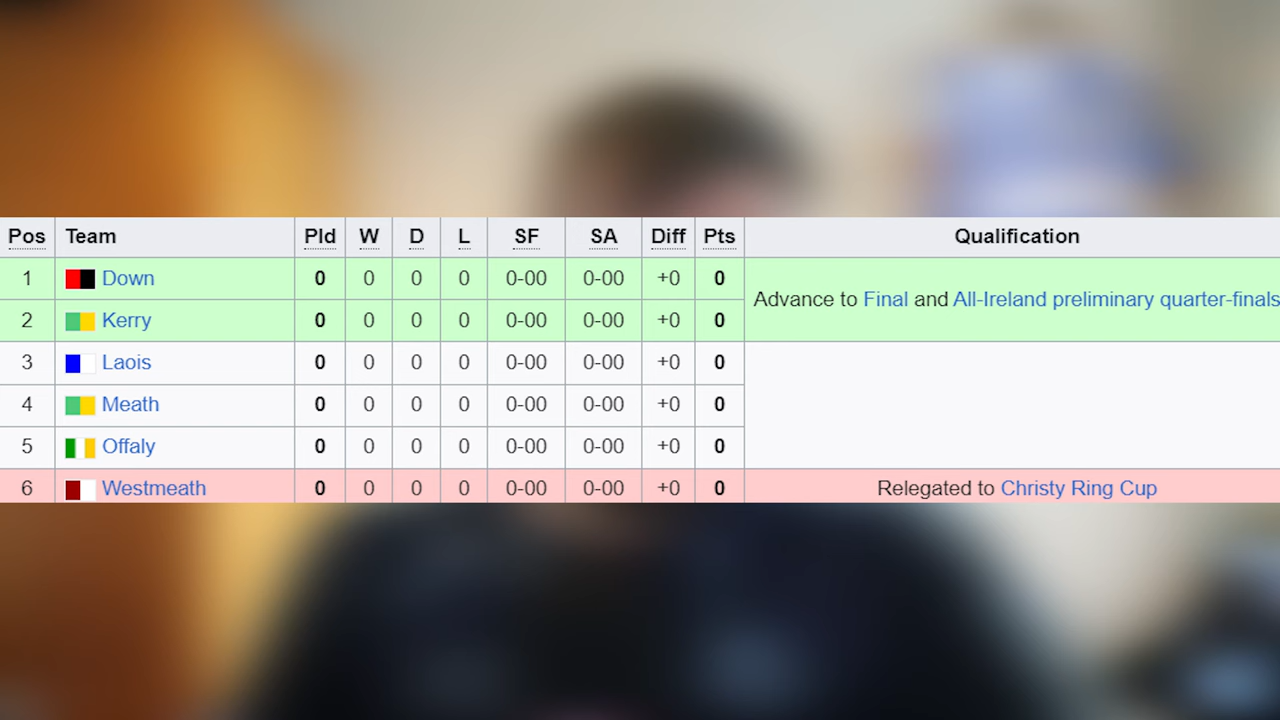 Pos Team Pld W D L SF SA Diff Pts Qualification
1 Down 0 0 0 0 0-00 0-00 +0 0 Advance to Final and All-Ireland preliminary quarter-finals
2 Kerry 0 0 0 0 0-00 0-00 +0 0
3 Laois 0 0 0 0 0-00 0-00 +0 0
4 Meath 0 0 0 0 0-00 0-00 +0 0
5 Offaly 0 0 0 0 0-00 0-00 +0 0
6 Westmeath 0 0 0 0 0-00 0-00 +0 0 Relegated to Christy Ring Cup